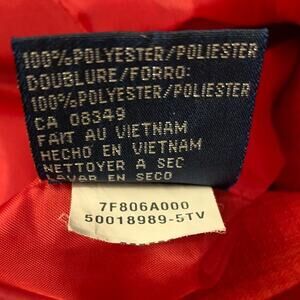 100%POLYESTER/POLIESTER
DOUBLURE/FORRO:
100%POLYESTER/POLIESTER
CA 08349
FAIT AU VIETNAM
HECHO EN VIETNAM
NETTOYER A SEC
LAVAR EN SECO
7F806A000
50018989-5TV